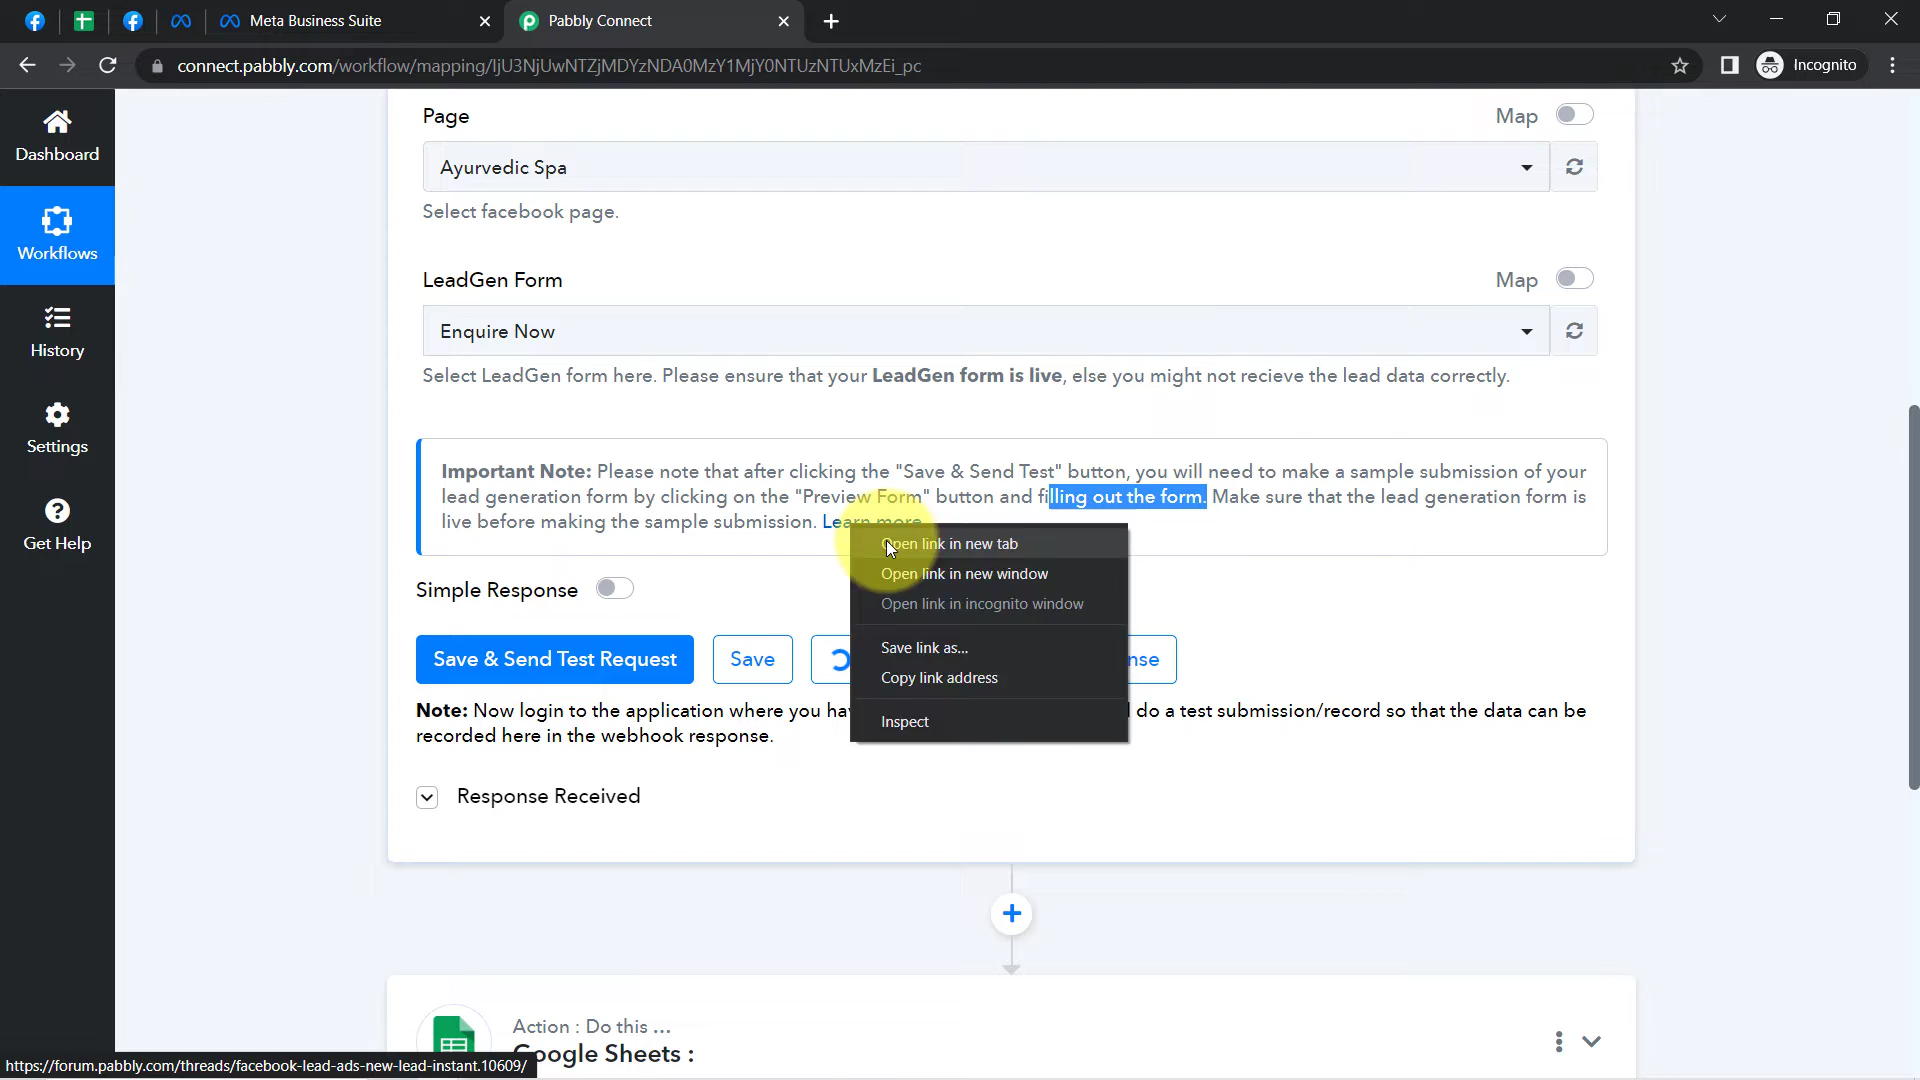 Meta Business Suite
Pabbly Connect
connect.pabbly.com/workflow/mapping/IjU3NjUwNTZjMDYzNDA0MzY1MjY0NTUzNTUxMzEi_pc
Incognito
Dashboard
Workflows
History
Settings
Get Help
Page
Map
Ayurvedic Spa
Select facebook page.
LeadGen Form
Map
Enquire Now
Select LeadGen form here. Please ensure that your LeadGen form is live, else you might not recieve the lead data correctly.
Important Note: Please note that after clicking the "Save & Send Test" button, you will need to make a sample submission of your
lead generation form by clicking on the "Preview Form" button and filling out the form. Make sure that the lead generation form is
live before making the sample submission. Learn more
Open link in new tab
Open link in new window
Open link in incognito window
Save link as...
Copy link address
Inspect
Simple Response
Save & Send Test Request
Save
nse
Note: Now login to the application where you hav do a test submission/record so that the data can be
recorded here in the webhook response.
Response Received
Action : Do this ...
Google Sheets :
https://forum.pabbly.com/threads/facebook-lead-ads-new-lead-instant.10609/